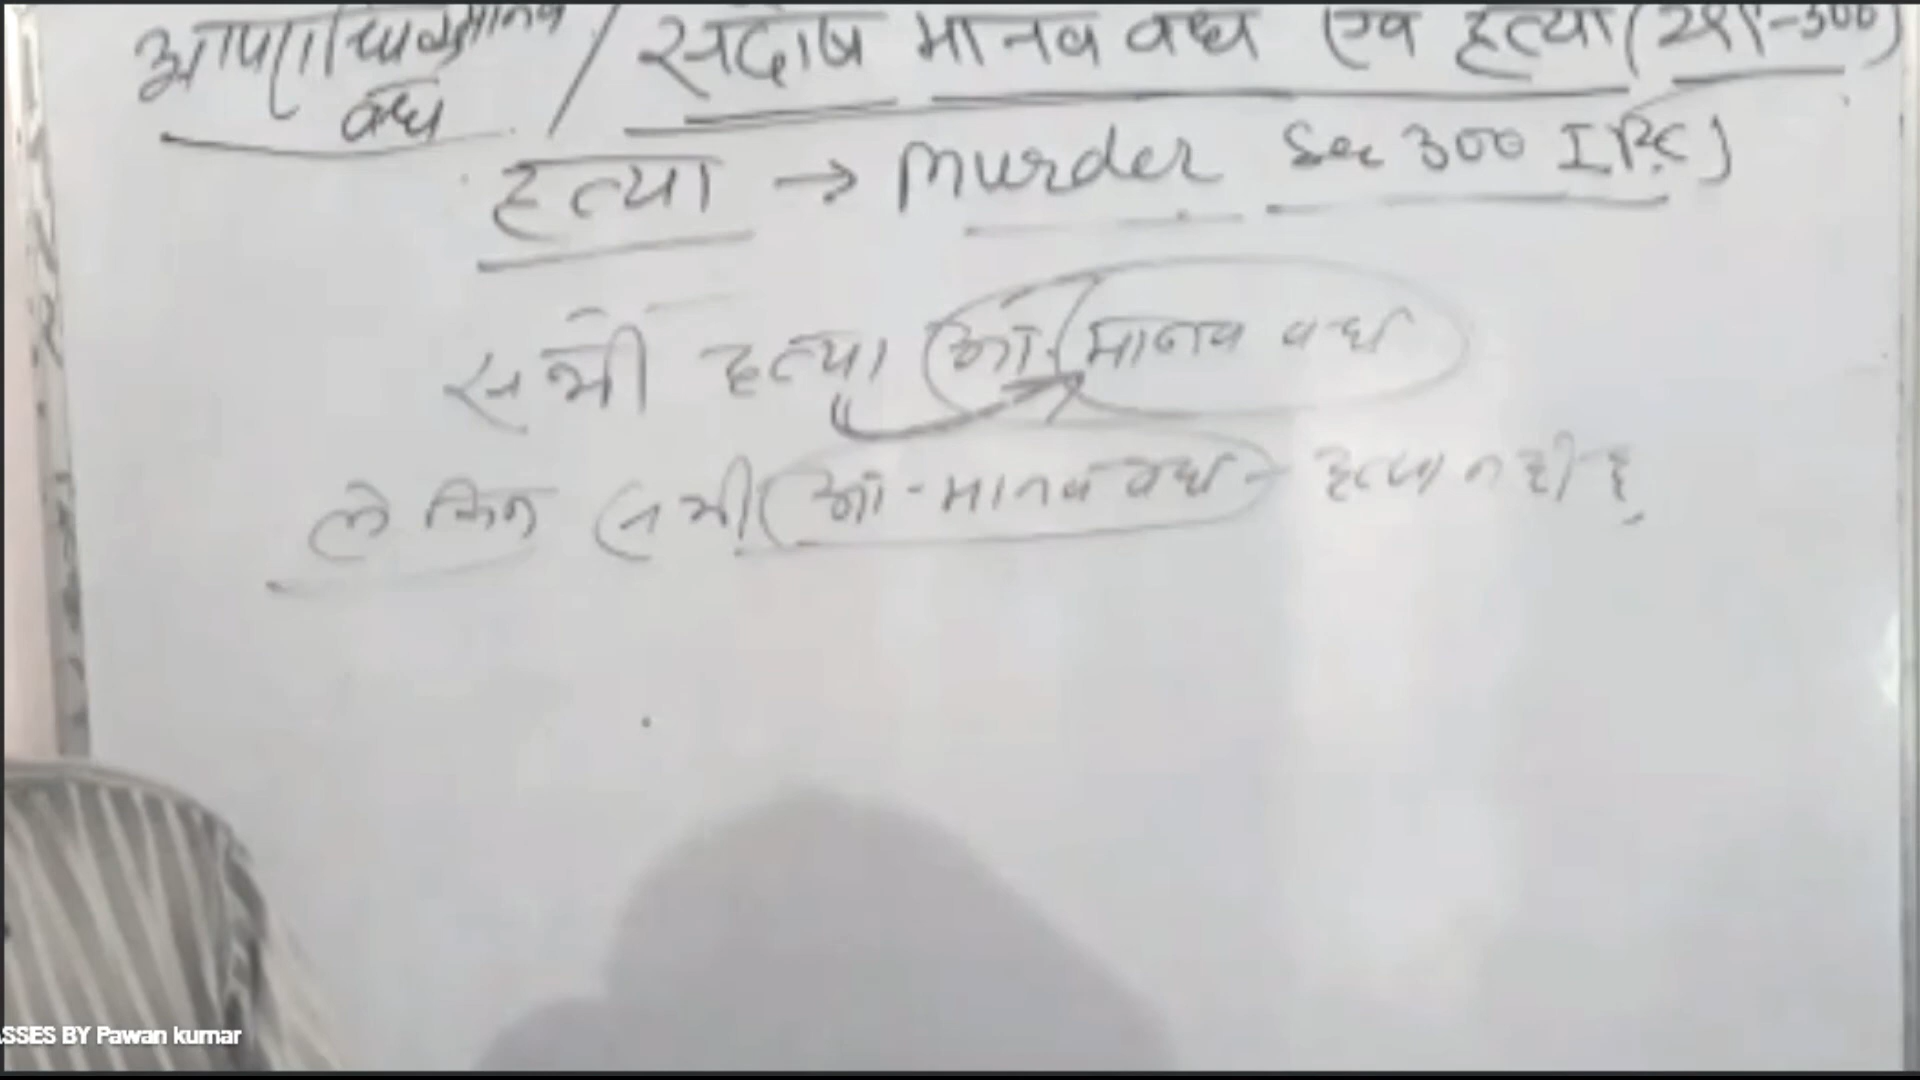 आपराधिक मानव वध / सदोष मानव वध एवं हत्या (299-300)
हत्या → Murder Sec 300 IPC)
सभी हत्या आ. मानव वध
लेकिन सभी आ - मानव वध - हत्या नही है
SSES BY Pawan kumar